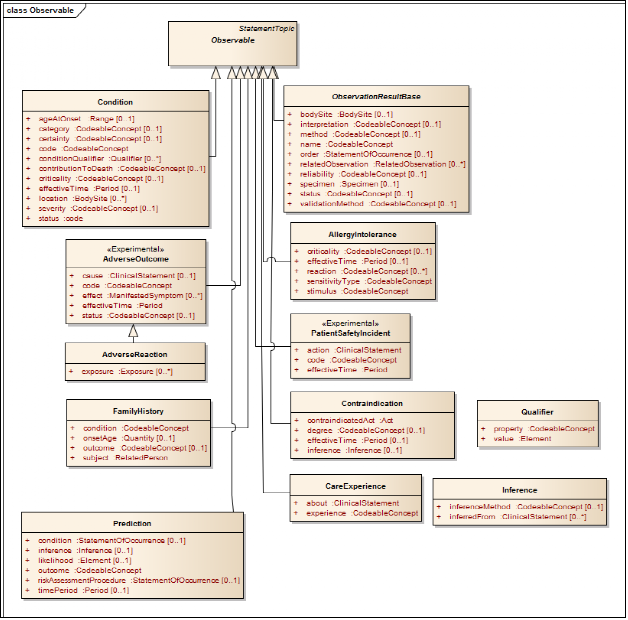 class Observable
StatementTopic
Observable
Condition
+ ageAtOnset :Range [0..1]
+ category :CodeableConcept [0..1]
+ certainty :CodeableConcept [0..1]
+ code :CodeableConcept
+ conditionQualifier :Qualifier [0..*]
+ contributionToDeath :CodeableConcept [0..1]
+ criticality :CodeableConcept [0..1]
+ effectiveTime :Period [0..1]
+ location :BodySite [0..*]
+ severity :CodeableConcept [0..1]
+ status :code
ObservationResultBase
+ bodySite :BodySite [0..1]
+ interpretation :CodeableConcept [0..1]
+ method :CodeableConcept [0..1]
+ name :CodeableConcept
+ order :StatementOfOccurrence [0..1]
+ relatedObservation :RelatedObservation [0..*]
+ reliability :CodeableConcept [0..1]
+ specimen :Specimen [0..1]
+ status :CodeableConcept [0..1]
+ validationMethod :CodeableConcept [0..1]
«Experimental»
AdverseOutcome
+ cause :ClinicalStatement [0..1]
+ code :CodeableConcept
+ effect :ManifestedSymptom [0..*]
+ effectiveTime :Period
+ status :CodeableConcept [0..1]
AllergyIntolerance
+ criticality :CodeableConcept [0..1]
+ effectiveTime :Period [0..1]
+ reaction :CodeableConcept [0..*]
+ sensitivityType :CodeableConcept
+ stimulus :CodeableConcept
AdverseReaction
+ exposure :Exposure [0..*]
«Experimental»
PatientSafetyIncident
+ action :ClinicalStatement
+ code :CodeableConcept
+ effectiveTime :Period
FamilyHistory
+ condition :CodeableConcept
+ onsetAge :Quantity [0..1]
+ outcome :CodeableConcept [0..1]
+ subject :RelatedPerson
Contraindication
+ contraindicatedAct :Act
+ degree :CodeableConcept [0..1]
+ effectiveTime :Period [0..1]
+ inference :Inference [0..1]
Qualifier
+ property :CodeableConcept
+ value :Element
CareExperience
+ about :ClinicalStatement
+ experience :CodeableConcept
Inference
+ inferenceMethod :CodeableConcept [0..1]
+ inferredFrom :ClinicalStatement [0..*]
Prediction
+ condition :StatementOfOccurrence [0..1]
+ inference :Inference [0..1]
+ likelihood :Element [0..1]
+ outcome :CodeableConcept
+ riskAssessmentProcedure :StatementOfOccurrence [0..1]
+ timePeriod :Period [0..1]